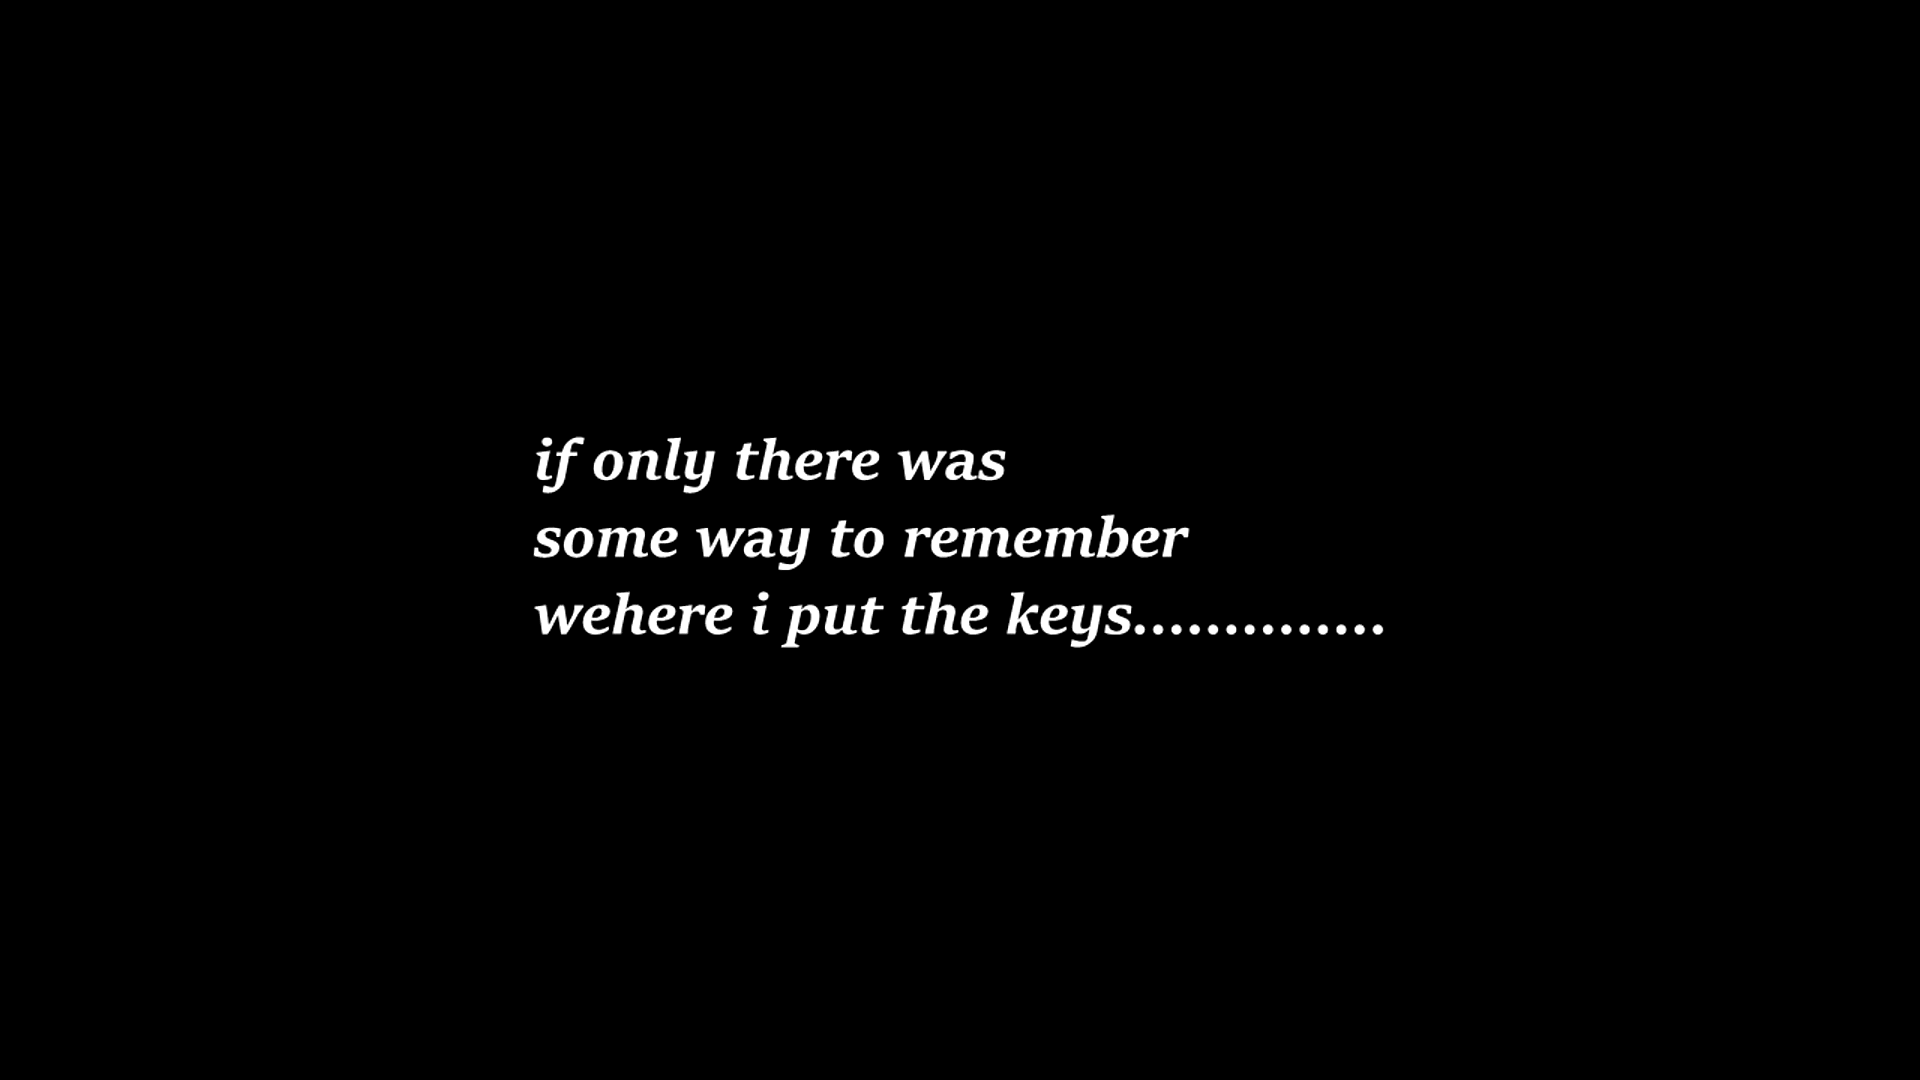 if only there was
some way to remember
wehere i put the keys..............